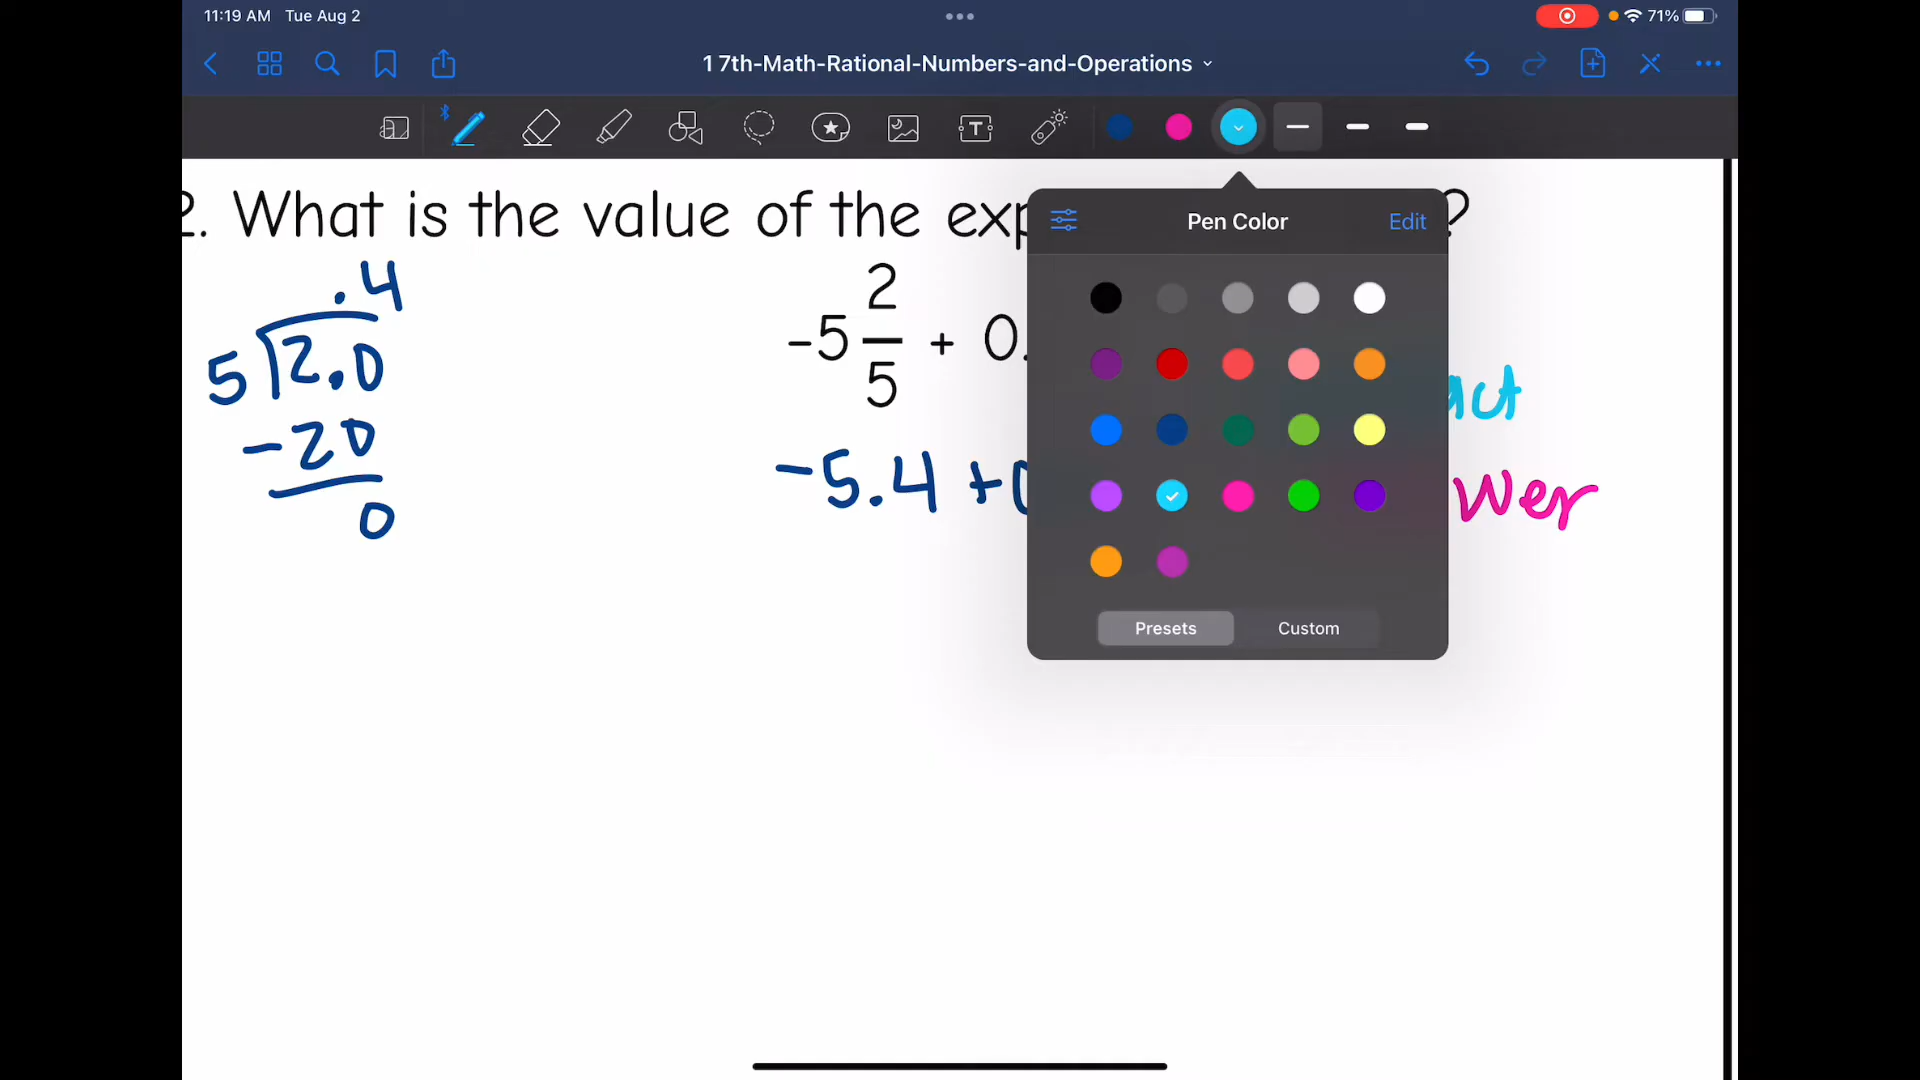 11:19 AM Tue Aug 2
71%
1 7th-Math-Rational-Numbers-and-Operations
T
2. What is the value of the exp
?
Pen Color
Edit
-5 2/5 + 0.
.4
5 2.0
-20
0
-5.4 +0
act
wer
Presets
Custom